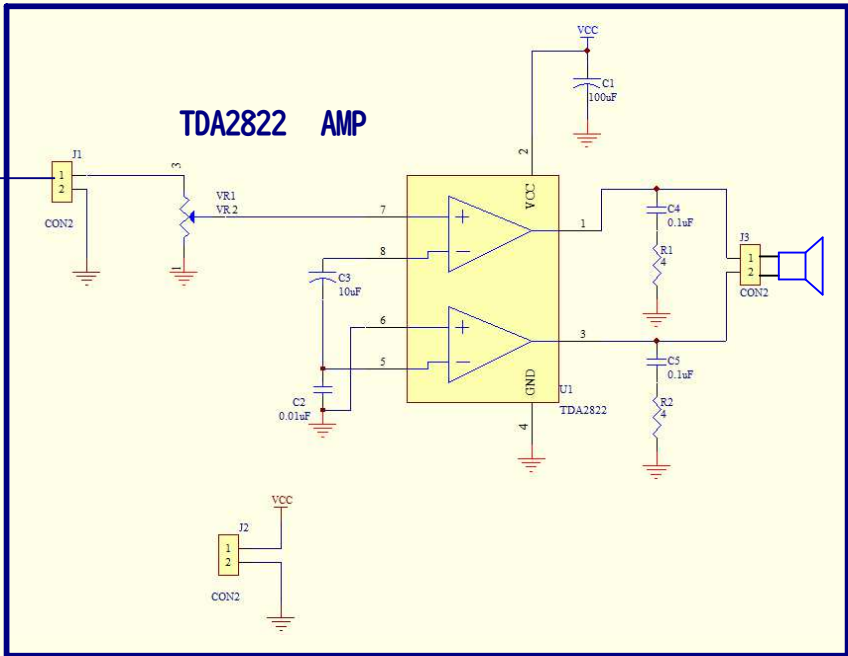 VCC
C1
100uF
TDA2822 AMP
2
VCC
J1
1
2
CON2
3
VR1
VR2
1
7
8
C3
10uF
6
5
C2
0.01uF
1
3
GND
4
U1
TDA2822
C4
0.1uF
R1
4
J3
1
2
CON2
C5
0.1uF
R2
4
VCC
J2
1
2
CON2